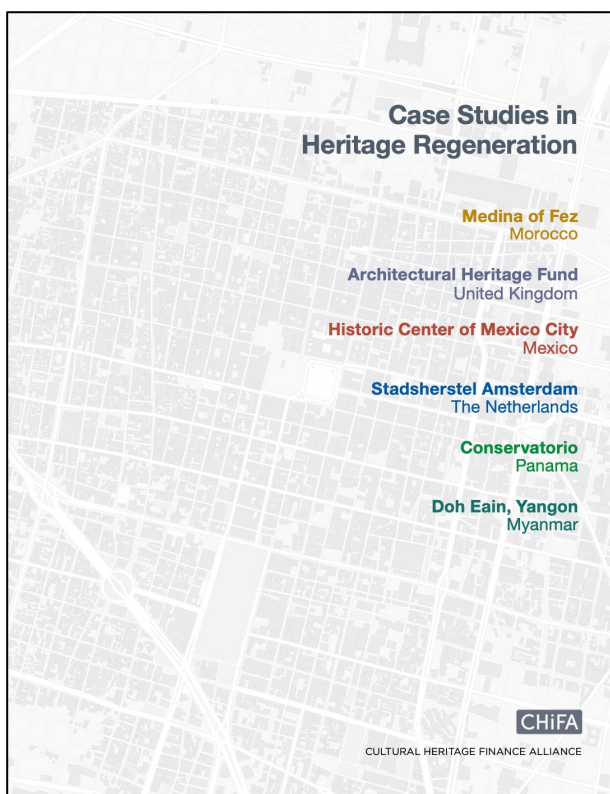 Case Studies in
Heritage Regeneration
Medina of Fez
Morocco
Architectural Heritage Fund
United Kingdom
Historic Center of Mexico City
Mexico
Stadsherstel Amsterdam
The Netherlands
Conservatorio
Panama
Doh Eain, Yangon
Myanmar
CHiFA
CULTURAL HERITAGE FINANCE ALLIANCE